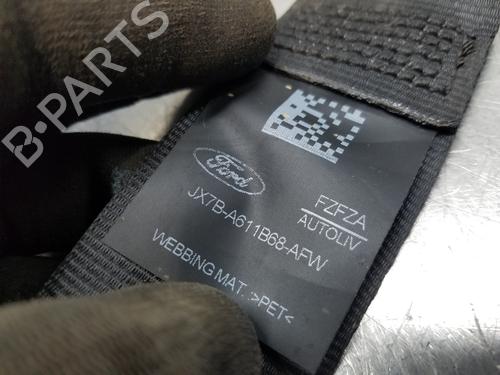 B-PARTS
Ford
JX7B-A611B68-AFW
FZFZA
AUTOLIV
WEBBING MAT. :>PET<